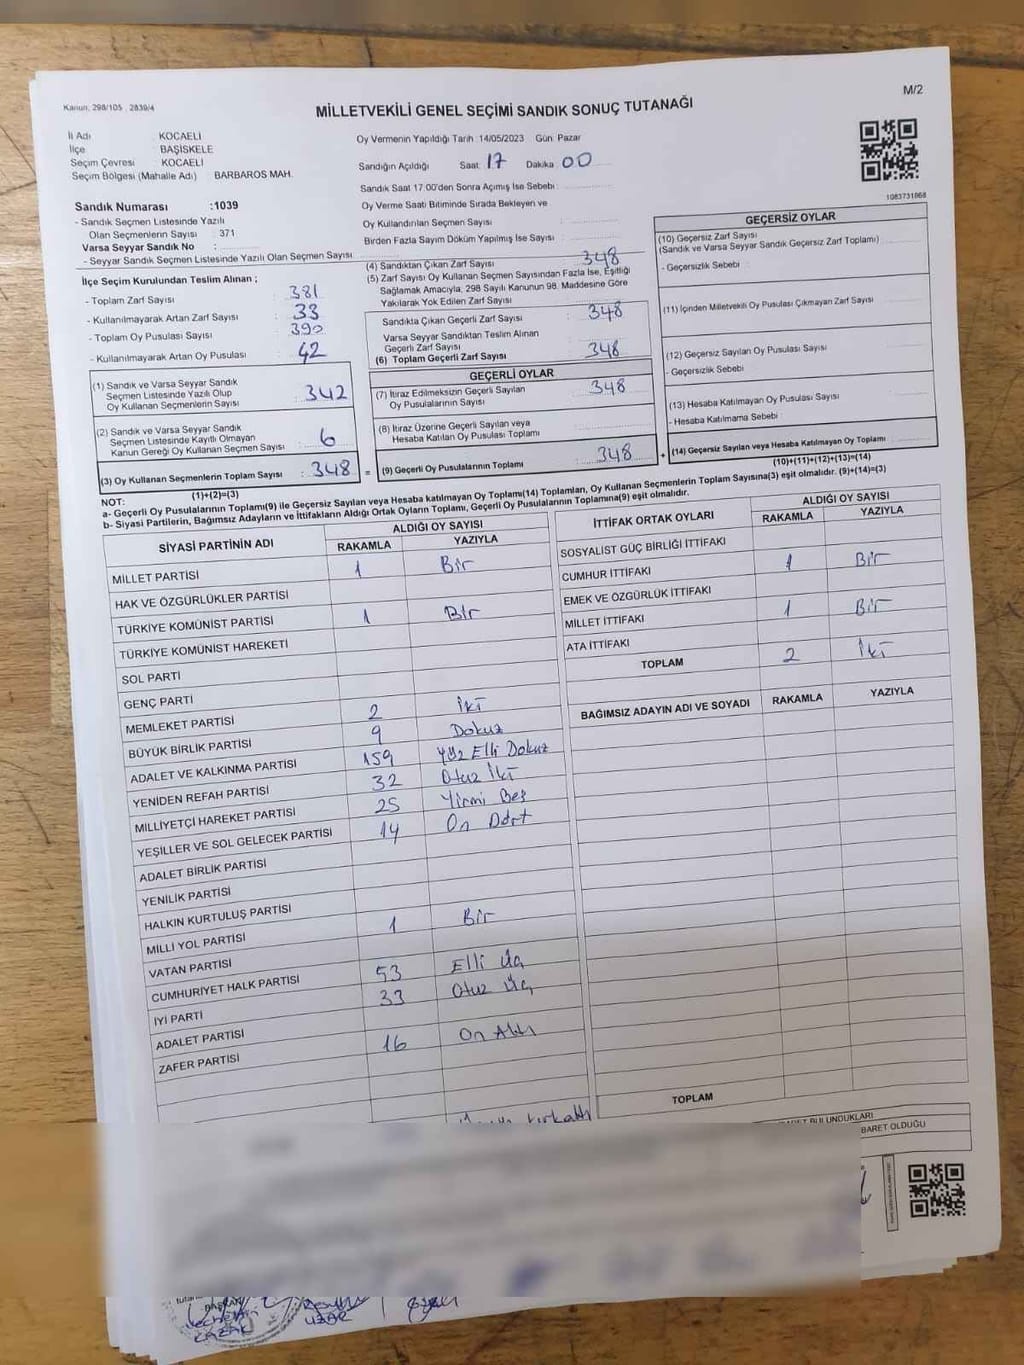 Kanun: 298/105 , 2839/4
M/2
MİLLETVEKİLİ GENEL SEÇİMİ SANDIK SONUÇ TUTANAĞI
İl Adı : KOCAELİ
İlçe : BAŞİSKELE
Seçim Çevresi : KOCAELİ
Seçim Bölgesi (Mahalle Adı) BARBAROS MAH.
Oy Vermenin Yapıldığı Tarih :14/05/2023 Gün: Pazar
Sandığın Açıldığı Saat: 17 Dakika: 00
Sandık Saat 17:00'den Sonra Açımış İse Sebebi :
Oy Verme Saati Bitiminde Sırada Bekleyen ve
Oy Kullandırılan Seçmen Sayısı :
Birden Fazla Sayım Döküm Yapılmış İse Sayısı :
1083731868
Sandık Numarası :1039
- Sandık Seçmen Listesinde Yazılı
Olan Seçmenlerin Sayısı : 371
Varsa Seyyar Sandık No :
- Seyyar Sandık Seçmen Listesinde Yazılı Olan Seçmen Sayısı :
İlçe Seçim Kurulundan Teslim Alınan ;
- Toplam Zarf Sayısı : 381
- Kullanılmayarak Artan Zarf Sayısı : 33
- Toplam Oy Pusulası Sayısı : 390
- Kullanılmayarak Artan Oy Pusulası : 42
(1) Sandık ve Varsa Seyyar Sandık
Seçmen Listesinde Yazılı Olup
Oy Kullanan Seçmenlerin Sayısı : 342
(2) Sandık ve Varsa Seyyar Sandık
Seçmen Listesinde Kayıtlı Olmayan
Kanun Gereği Oy Kullanan Seçmen Sayısı : 6
(3) Oy Kullanan Seçmenlerin Toplam Sayısı : 348 =
(1)+(2)=(3)
(4) Sandıktan Çıkan Zarf Sayısı : 348
(5) Zarf Sayısı Oy Kullanan Seçmen Sayısından Fazla İse, Eşitliği
Sağlamak Amacıyla, 298 Sayılı Kanunun 98. Maddesine Göre
Yakılarak Yok Edilen Zarf Sayısı :
Sandıkta Çıkan Geçerli Zarf Sayısı : 348
Varsa Seyyar Sandıktan Teslim Alınan
Geçerli Zarf Sayısı :
(6) Toplam Geçerli Zarf Sayısı : 348
GEÇERLİ OYLAR
(7) İtiraz Edilmeksizin Geçerli Sayılan
Oy Pusulalarının Sayısı : 348
(8) İtiraz Üzerine Geçerli Sayılan veya
Hesaba Katılan Oy Pusulası Toplamı :
(9) Geçerli Oy Pusulalarının Toplamı : 348 +
GEÇERSİZ OYLAR
(10) Geçersiz Zarf Sayısı
(Sandık ve Varsa Seyyar Sandık Geçersiz Zarf Toplamı) :
- Geçersizlik Sebebi :
(11) İçinden Milletvekili Oy Pusulası Çıkmayan Zarf Sayısı :
(12) Geçersiz Sayılan Oy Pusulası Sayısı :
- Geçersizlik Sebebi
(13) Hesaba Katılmayan Oy Pusulası Sayısı :
- Hesaba Katılmama Sebebi :
(14) Geçersiz Sayılan veya Hesaba Katılmayan Oy Toplamı :
(10)+(11)+(12)+(13)=(14)
NOT:
a- Geçerli Oy Pusulalarının Toplamı(9) ile Geçersiz Sayılan veya Hesaba katılmayan Oy Toplamı(14) Toplamları, Oy Kullanan Seçmenlerin Toplam Sayısına(3) eşit olmalıdır. (9)+(14)=(3)
b- Siyasi Partilerin, Bağımsız Adayların ve İttifakların Aldığı Ortak Oyların Toplamı, Geçerli Oy Pusulalarının Toplamına(9) eşit olmalıdır.
SİYASİ PARTİNİN ADI ALDIĞI OY SAYISI
RAKAMLA YAZIYLA
MİLLET PARTİSİ 1 Bir
HAK VE ÖZGÜRLÜKLER PARTİSİ
TÜRKİYE KOMÜNİST PARTİSİ 1 Bir
TÜRKİYE KOMÜNİST HAREKETİ
SOL PARTİ
GENÇ PARTİ
MEMLEKET PARTİSİ 2 İki
BÜYÜK BİRLİK PARTİSİ 9 Dokuz
ADALET VE KALKINMA PARTİSİ 159 Yüz Elli Dokuz
YENİDEN REFAH PARTİSİ 32 Otuz İki
MİLLİYETÇİ HAREKET PARTİSİ 25 Yirmi Beş
YEŞİLLER VE SOL GELECEK PARTİSİ 14 On Dört
ADALET BİRLİK PARTİSİ
YENİLİK PARTİSİ
HALKIN KURTULUŞ PARTİSİ
MİLLİ YOL PARTİSİ 1 Bir
VATAN PARTİSİ
CUMHURİYET HALK PARTİSİ 53 Elli Üç
İYİ PARTİ 33 Otuz Üç
ADALET PARTİSİ
ZAFER PARTİSİ 16 On Altı
kırkaltı
İTTİFAK ORTAK OYLARI ALDIĞI OY SAYISI
RAKAMLA YAZIYLA
SOSYALİST GÜÇ BİRLİĞİ İTTİFAKI
CUMHUR İTTİFAKI 1 Bir
EMEK VE ÖZGÜRLÜK İTTİFAKI
MİLLET İTTİFAKI 1 Bir
ATA İTTİFAKI
TOPLAM 2 İki
BAĞIMSIZ ADAYIN ADI VE SOYADI RAKAMLA YAZIYLA
TOPLAM
BULUNDUKLARI
BARET OLDUĞU
BAŞKAN
UZAR